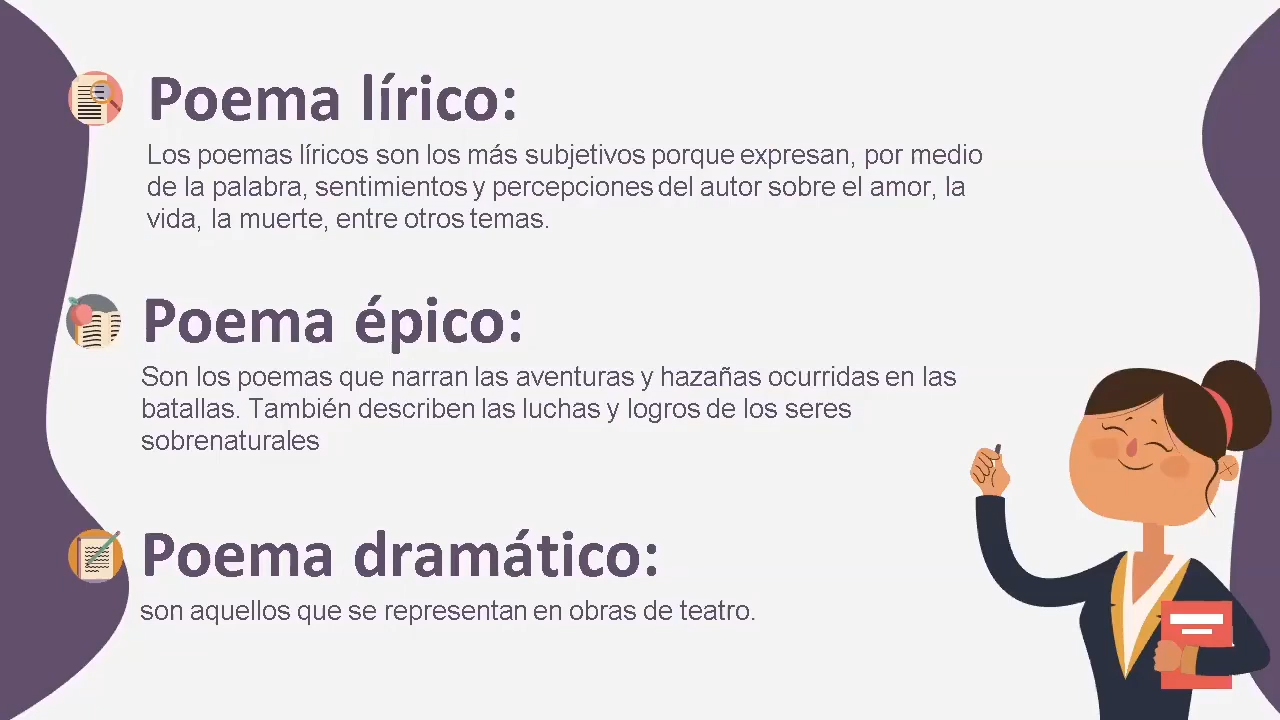 Poema lírico:
Los poemas líricos son los más subjetivos porque expresan, por medio
de la palabra, sentimientos y percepciones del autor sobre el amor, la
vida, la muerte, entre otros temas.
Poema épico:
Son los poemas que narran las aventuras y hazañas ocurridas en las
batallas. También describen las luchas y logros de los seres
sobrenaturales
Poema dramático:
son aquellos que se representan en obras de teatro.